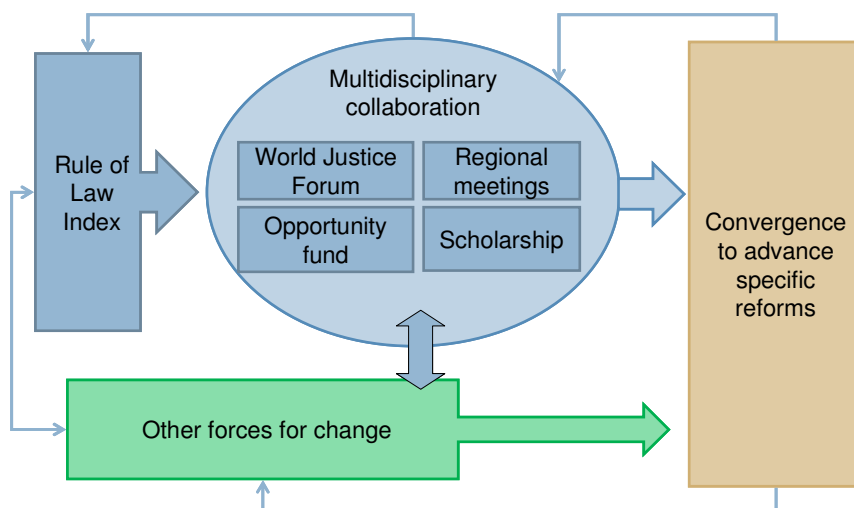 Multidisciplinary
collaboration
Rule of
Law
Index
World Justice
Forum
Regional
meetings
Opportunity
fund
Scholarship
Convergence
to advance
specific
reforms
Other forces for change